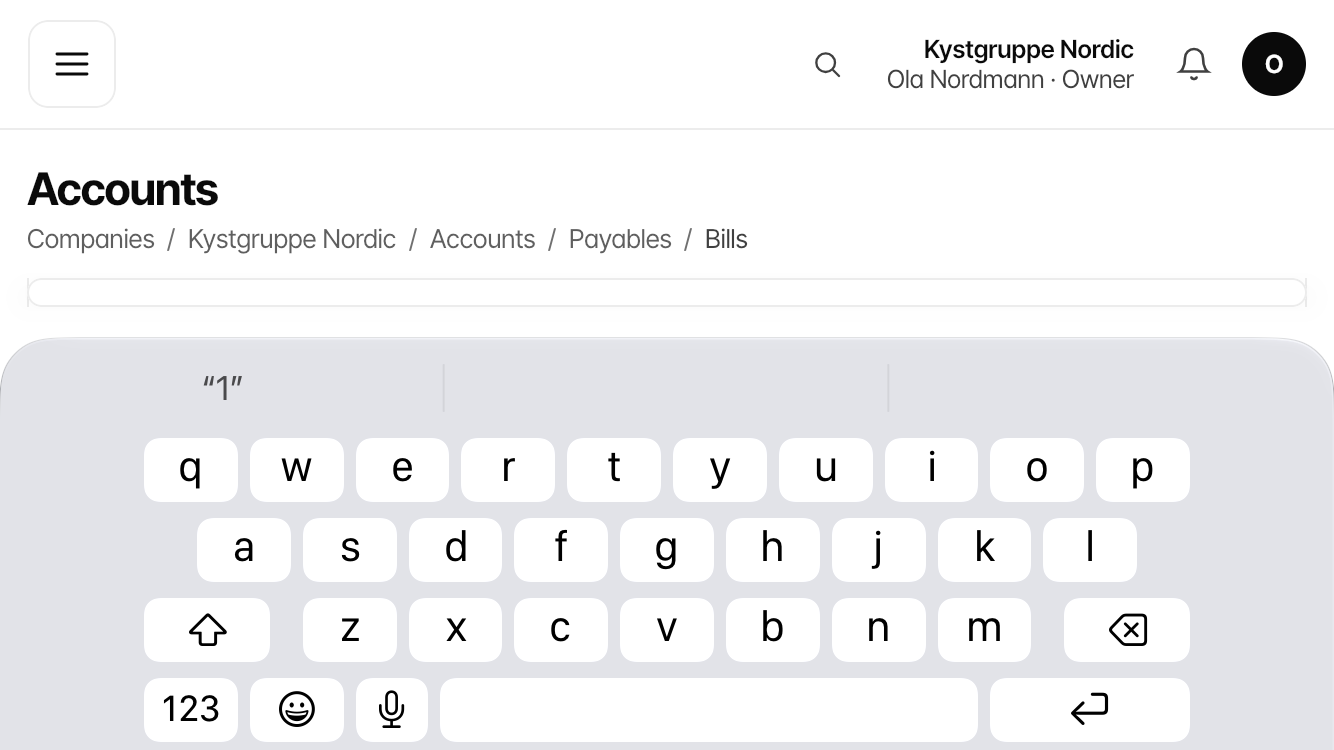 Kystgruppe Nordic
Ola Nordmann · Owner
O
Accounts
Companies / Kystgruppe Nordic / Accounts / Payables / Bills
“1”
q w e r t y u i o p
a s d f g h j k l
z x c v b n m
123